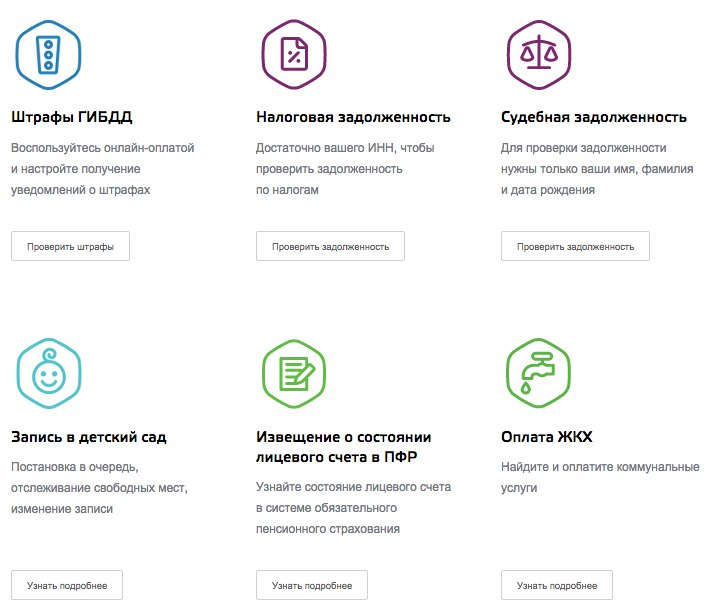 Штрафы ГИБДД
Воспользуйтесь онлайн-оплатой
и настройте получение
уведомлений о штрафах
Проверить штрафы
Налоговая задолженность
Достаточно вашего ИНН, чтобы
проверить задолженность
по налогам
Проверить задолженность
Судебная задолженность
Для проверки задолженности
нужны только ваши имя, фамилия
и дата рождения
Проверить задолженность
Запись в детский сад
Постановка в очередь,
отслеживание свободных мест,
изменение записи
Узнать подробнее
Извещение о состоянии
лицевого счета в ПФР
Узнайте состояние лицевого счета
в системе обязательного
пенсионного страхования
Узнать подробнее
Оплата ЖКХ
Найдите и оплатите коммунальные
услуги
Узнать подробнее